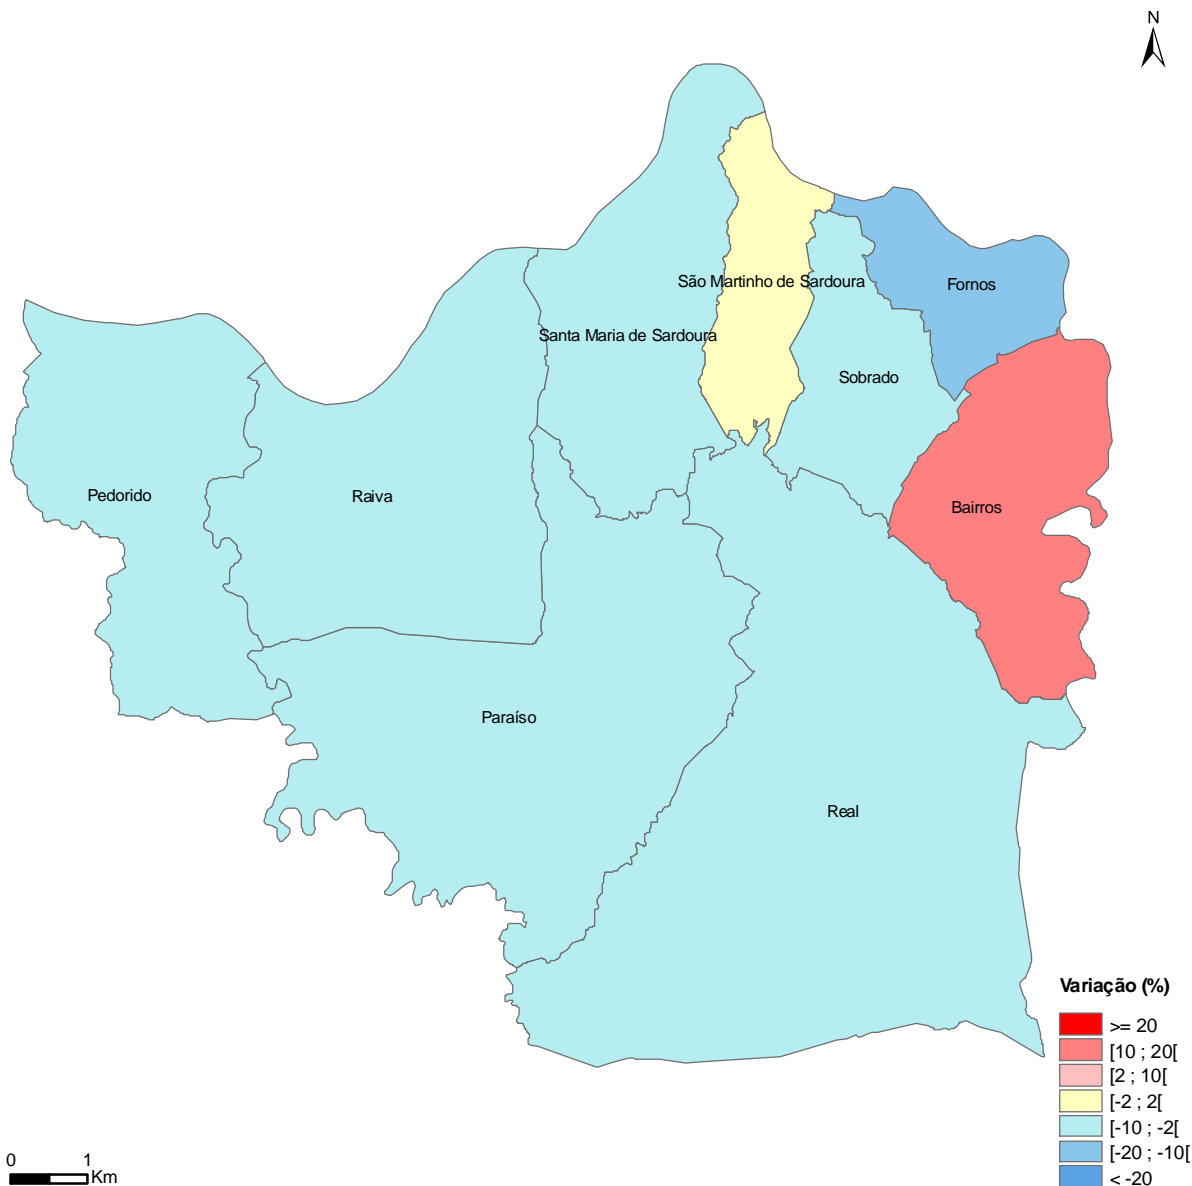 N
São Martinho de Sardoura
Fornos
Santa Maria de Sardoura
Sobrado
Pedorido
Raiva
Bairros
Paraíso
Real
Variação (%)
>= 20
[10 ; 20[
[2 ; 10[
[-2 ; 2[
[-10 ; -2[
[-20 ; -10[
< -20
0 1
Km